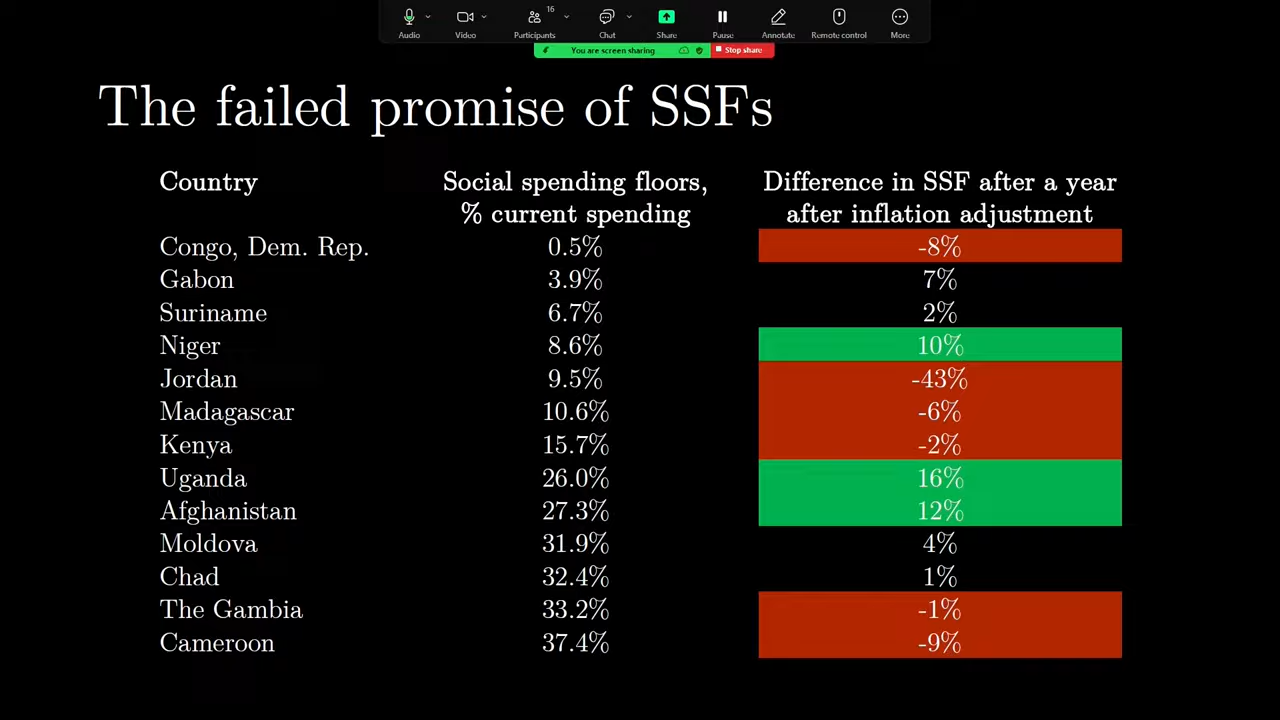 16
Audio Video Participants Chat Share Pause Annotate Remote control More
You are screen sharing Stop share
The failed promise of SSFs
Country Social spending floors, Difference in SSF after a year
% current spending after inflation adjustment
Congo, Dem. Rep. 0.5% -8%
Gabon 3.9% 7%
Suriname 6.7% 2%
Niger 8.6% 10%
Jordan 9.5% -43%
Madagascar 10.6% -6%
Kenya 15.7% -2%
Uganda 26.0% 16%
Afghanistan 27.3% 12%
Moldova 31.9% 4%
Chad 32.4% 1%
The Gambia 33.2% -1%
Cameroon 37.4% -9%